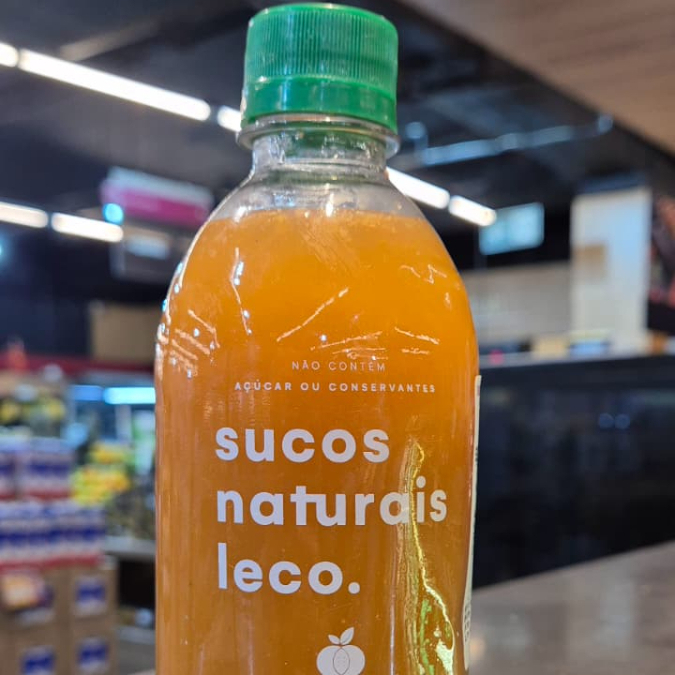 NÃO CONTÉM
AÇÚCAR OU CONSERVANTES
sucos
naturais
leco.